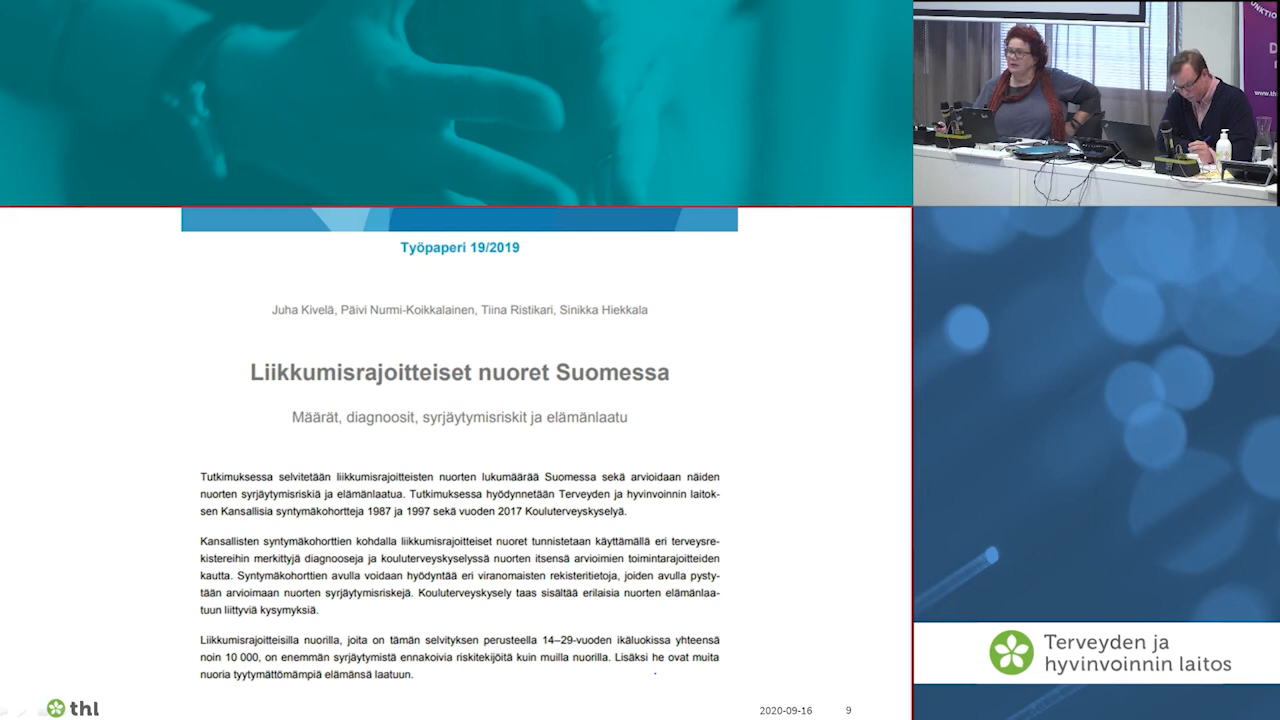 Työpaperi 19/2019
Juha Kivelä, Päivi Nurmi-Koikkalainen, Tiina Ristikari, Sinikka Hiekkala
Liikkumisrajoitteiset nuoret Suomessa
Määrät, diagnoosit, syrjäytymisriskit ja elämänlaatu
Tutkimuksessa selvitetään liikkumisrajoitteisten nuorten lukumäärää Suomessa sekä arvioidaan näiden
nuorten syrjäytymisriskiä ja elämänlaatua. Tutkimuksessa hyödynnetään Terveyden ja hyvinvoinnin laitok-
sen Kansallisia syntymäkohortteja 1987 ja 1997 sekä vuoden 2017 Kouluterveyskyselyä.
Kansallisten syntymäkohorttien kohdalla liikkumisrajoitteiset nuoret tunnistetaan käyttämällä eri terveysre-
kistereihin merkittyjä diagnooseja ja kouluterveyskyselyssä nuorten itsensä arvioimien toimintarajoitteiden
kautta. Syntymäkohorttien avulla voidaan hyödyntää eri viranomaisten rekisteritietoja, joiden avulla pysty-
tään arvioimaan nuorten syrjäytymisriskejä. Kouluterveyskysely taas sisältää erilaisia nuorten elämänlaa-
tuun liittyviä kysymyksiä.
Liikkumisrajoitteisilla nuorilla, joita on tämän selvityksen perusteella 14–29-vuoden ikäluokissa yhteensä
noin 10 000, on enemmän syrjäytymistä ennakoivia riskitekijöitä kuin muilla nuorilla. Lisäksi he ovat muita
nuoria tyytymättömämpiä elämänsä laatuun.
thl
2020-09-16 9
Terveyden ja
hyvinvoinnin laitos